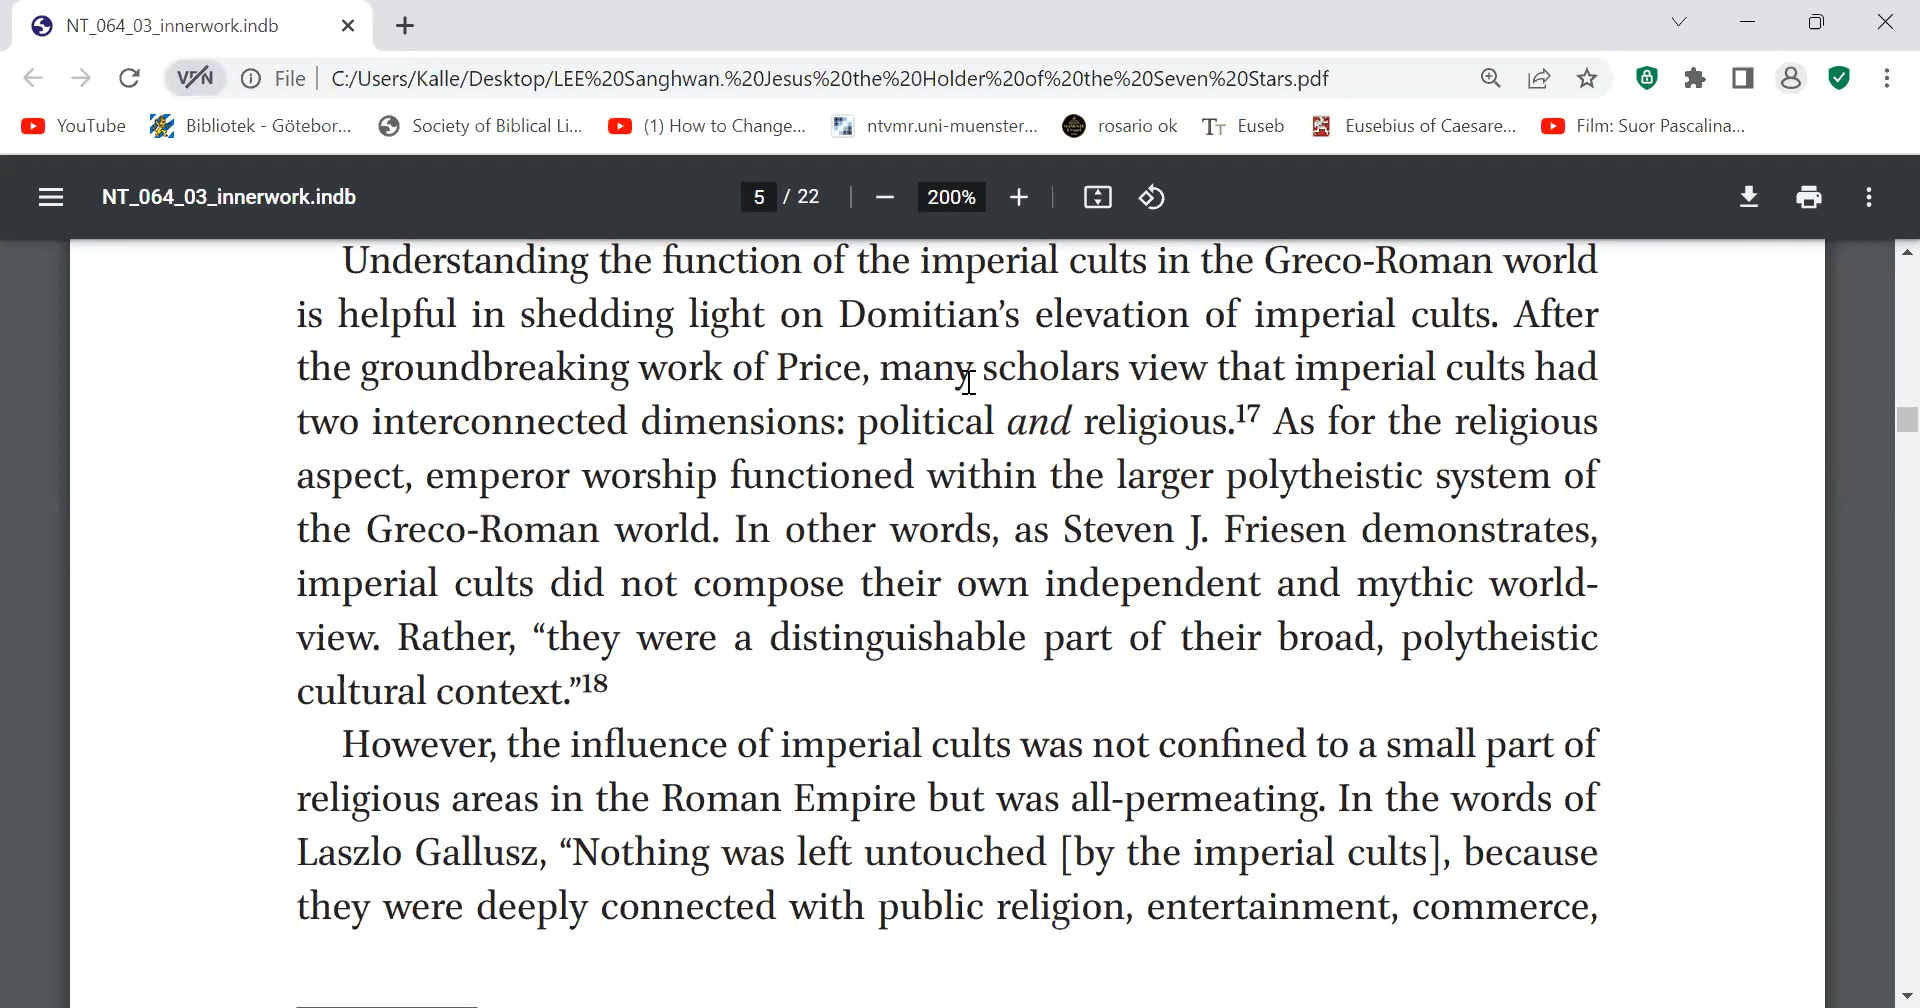 NT_064_03_innerwork.indb
VPN File C:/Users/Kalle/Desktop/LEE%20Sanghwan.%20Jesus%20the%20Holder%20of%20the%20Seven%20Stars.pdf
YouTube Bibliotek - Götebor... Society of Biblical Li... (1) How to Change... ntvmr.uni-muenster... rosario ok Euseb Eusebius of Caesare... Film: Suor Pascalina...
NT_064_03_innerwork.indb 5 / 22 200%
Understanding the function of the imperial cults in the Greco-Roman world
is helpful in shedding light on Domitian’s elevation of imperial cults. After
the groundbreaking work of Price, many scholars view that imperial cults had
two interconnected dimensions: political and religious.17 As for the religious
aspect, emperor worship functioned within the larger polytheistic system of
the Greco-Roman world. In other words, as Steven J. Friesen demonstrates,
imperial cults did not compose their own independent and mythic world-
view. Rather, “they were a distinguishable part of their broad, polytheistic
cultural context.”18
However, the influence of imperial cults was not confined to a small part of
religious areas in the Roman Empire but was all-permeating. In the words of
Laszlo Gallusz, “Nothing was left untouched [by the imperial cults], because
they were deeply connected with public religion, entertainment, commerce,